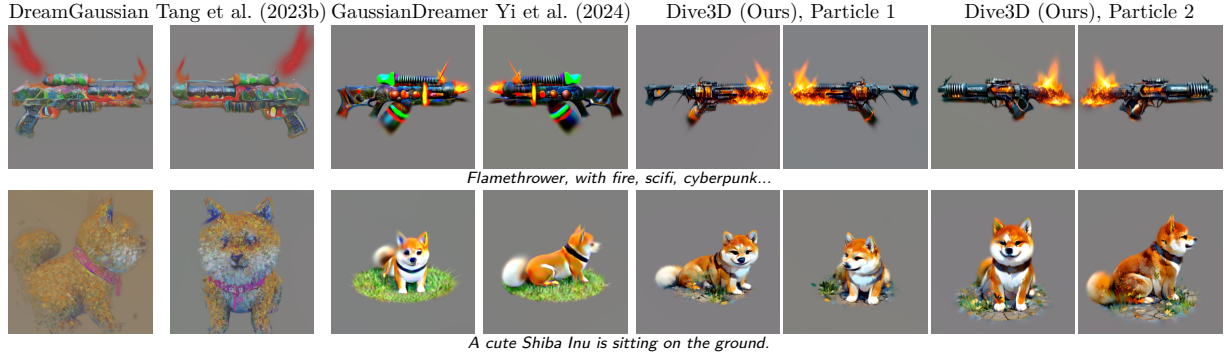 DreamGaussian Tang et al. (2023b) GaussianDreamer Yi et al. (2024) Dive3D (Ours), Particle 1 Dive3D (Ours), Particle 2
Flamethrower, with fire, scifi, cyberpunk...
A cute Shiba Inu is sitting on the ground.